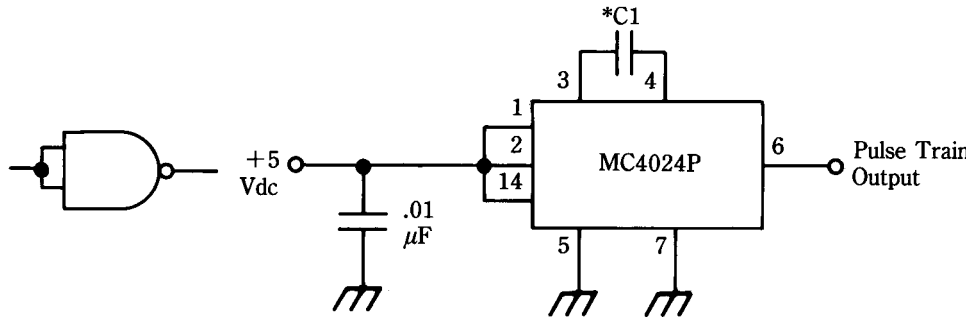 *C1
3
4
1
2
14
MC4024P
6
Pulse Train
Output
+5
Vdc
.01
μF
5
7